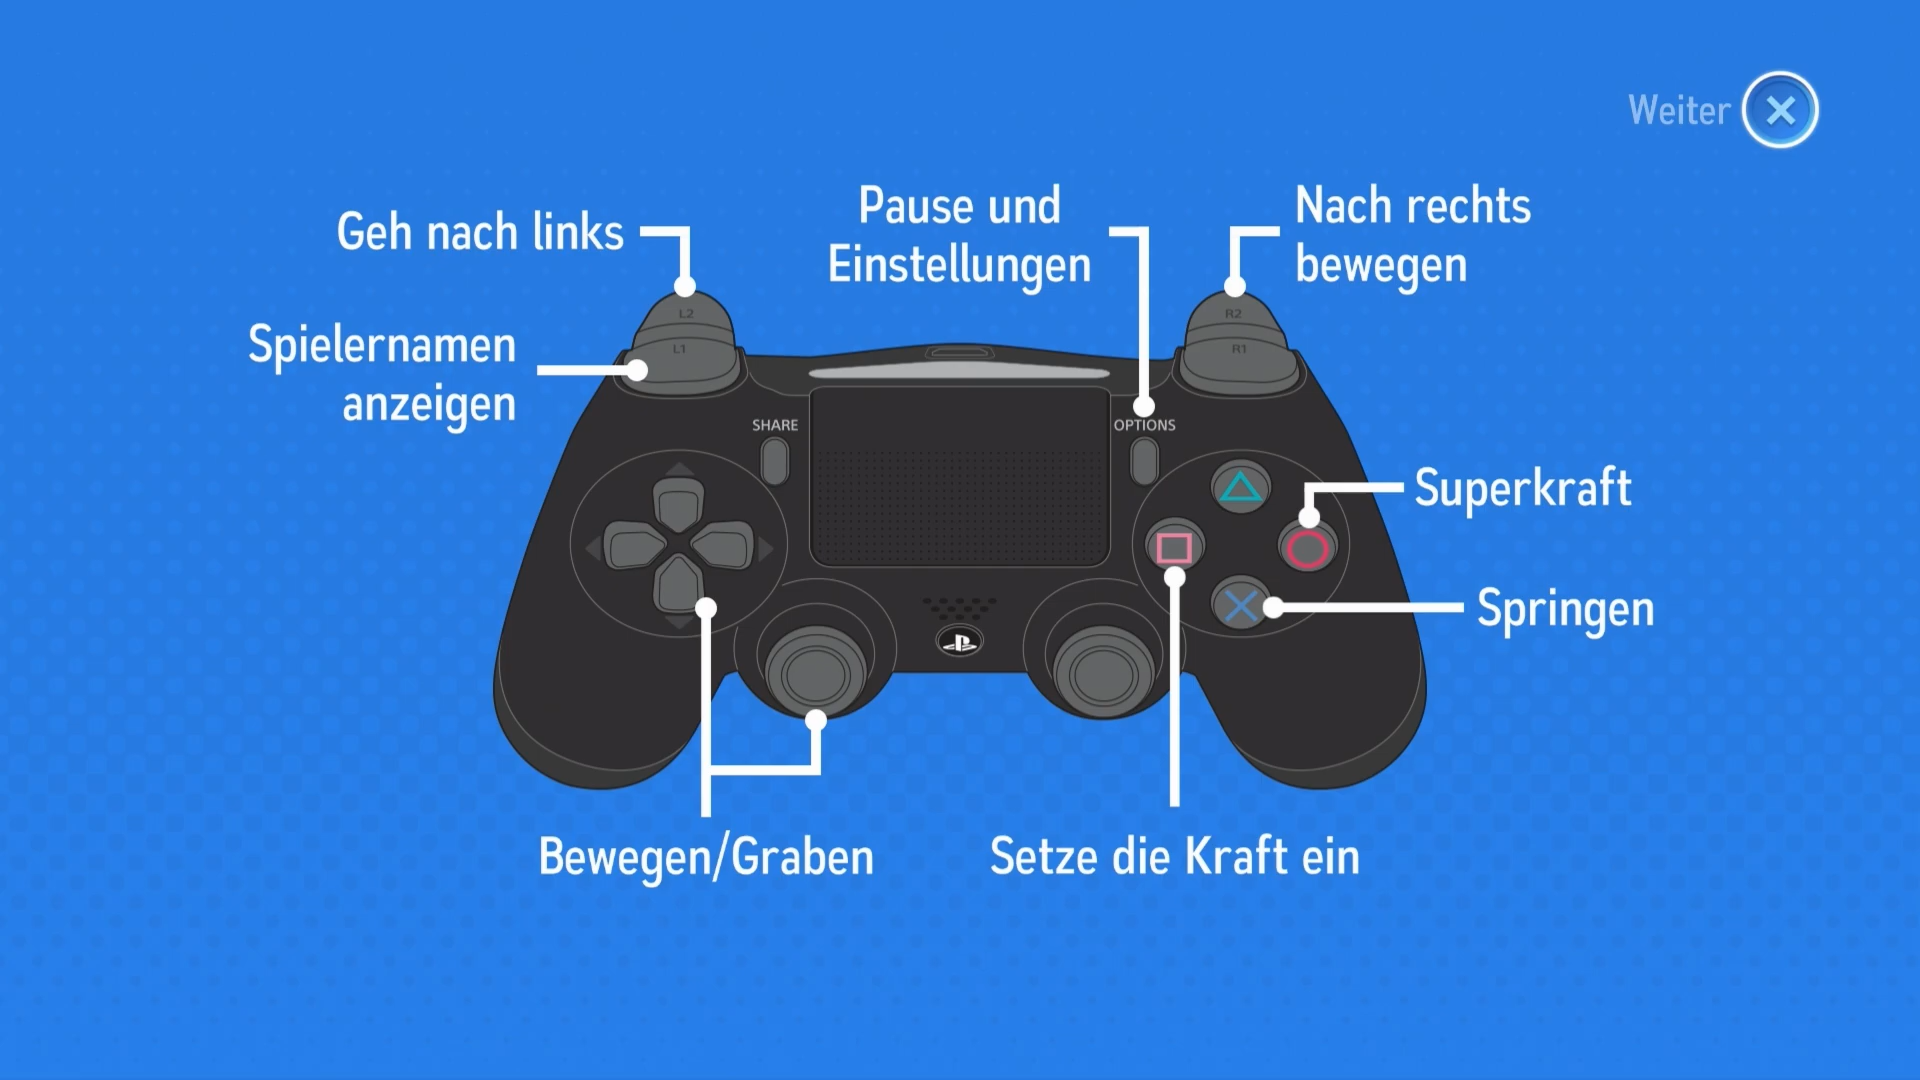 Weiter
Geh nach links
Pause und
Einstellungen
Nach rechts
bewegen
L2
R2
Spielernamen
anzeigen
L1
R1
SHARE
OPTIONS
Superkraft
Springen
Bewegen/Graben
Setze die Kraft ein